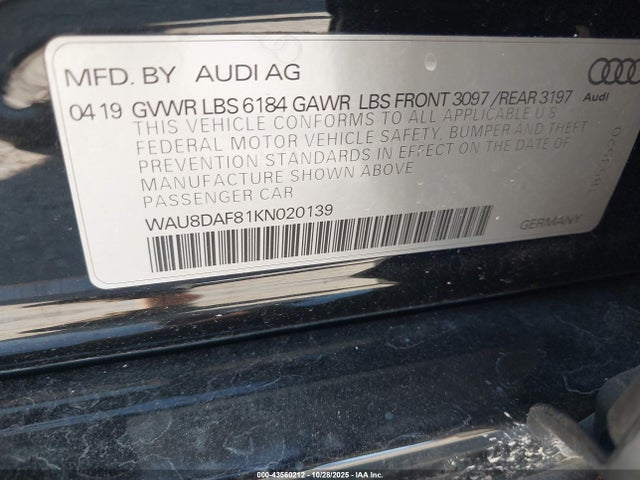 MFD. BY AUDI AG
04 19 GVWR LBS 6184 GAWR LBS FRONT 3097 /REAR 3197
Audi
THIS VEHICLE CONFORMS TO ALL APPLICABLE U S
FEDERAL MOTOR VEHICLE SAFETY, BUMPER AND THEFT
PREVENTION STANDARDS IN EFFECT ON THE DATE OF
MANUFACTURE SHOWN ABOVE
PASSENGER CAR
WAU8DAF81KN020139
GERMANY
000-43560212 | 10/28/2025 | IAAI, Inc.